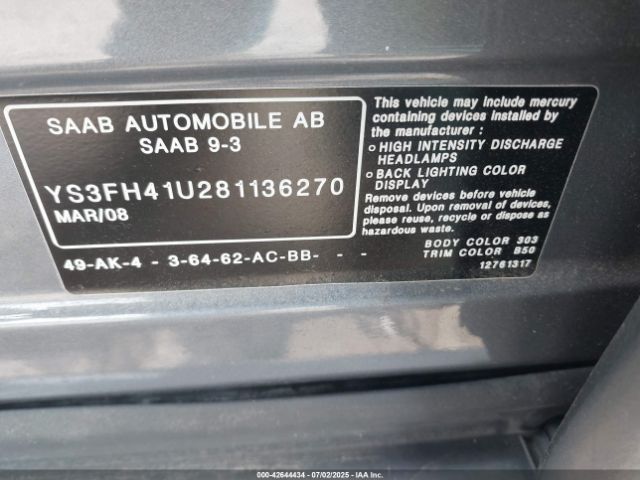 SAAB AUTOMOBILE AB
SAAB 9-3
YS3FH41U281136270
MAR/08
49-AK-4 - 3-64-62-AC-BB- - -
This vehicle may include mercury
containing devices installed by
the manufacturer :
o HIGH INTENSITY DISCHARGE
HEADLAMPS
o BACK LIGHTING COLOR
DISPLAY
Remove devices before vehicle
disposal. Upon removal of devices,
please reuse, recycle or dispose as
hazardous waste.
BODY COLOR 303
TRIM COLOR B50
12761317
000-42644434 - 07/02/2025 - IAA, Inc.